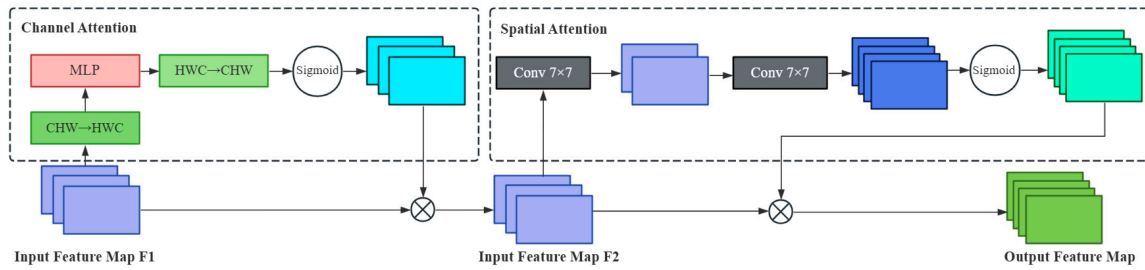 Channel Attention
MLP
HWC→CHW
Sigmoid
CHW→HWC
Input Feature Map F1
Spatial Attention
Conv 7×7
Conv 7×7
Sigmoid
Input Feature Map F2
Output Feature Map